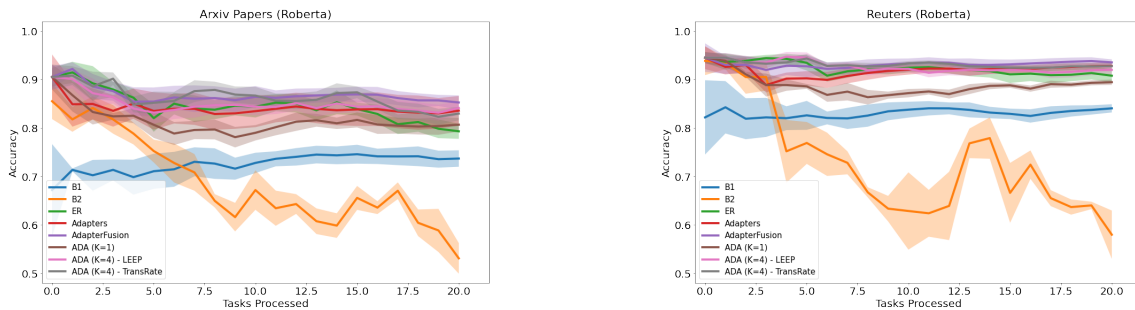 Arxiv Papers (Roberta)
1.0
0.9
0.8
0.7
0.6
0.5
Accuracy
B1
B2
ER
Adapters
AdapterFusion
ADA (K=1)
ADA (K=4) - LEEP
ADA (K=4) - TransRate
0.0 2.5 5.0 7.5 10.0 12.5 15.0 17.5 20.0
Tasks Processed
Reuters (Roberta)
1.0
0.9
0.8
0.7
0.6
0.5
Accuracy
B1
B2
ER
Adapters
AdapterFusion
ADA (K=1)
ADA (K=4) - LEEP
ADA (K=4) - TransRate
0.0 2.5 5.0 7.5 10.0 12.5 15.0 17.5 20.0
Tasks Processed